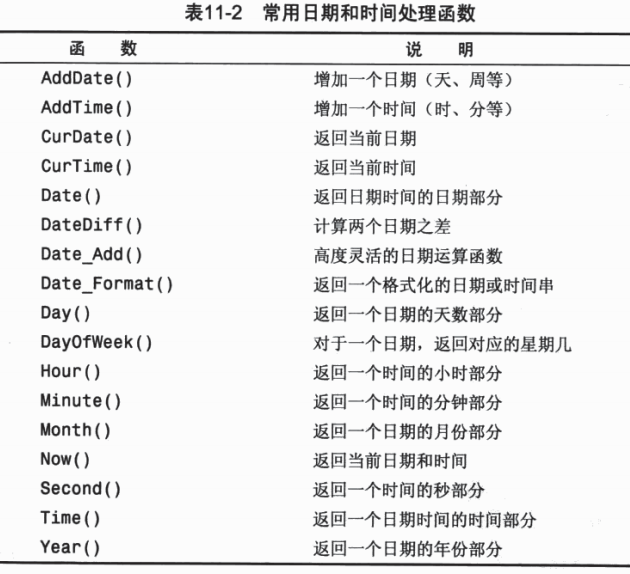 表11-2 常用日期和时间处理函数
函 数 说 明
AddDate() 增加一个日期（天、周等）
AddTime() 增加一个时间（时、分等）
CurDate() 返回当前日期
CurTime() 返回当前时间
Date() 返回日期时间的日期部分
DateDiff() 计算两个日期之差
Date_Add() 高度灵活的日期运算函数
Date_Format() 返回一个格式化的日期或时间串
Day() 返回一个日期的天数部分
DayOfWeek() 对于一个日期，返回对应的星期几
Hour() 返回一个时间的小时部分
Minute() 返回一个时间的分钟部分
Month() 返回一个日期的月份部分
Now() 返回当前日期和时间
Second() 返回一个时间的秒部分
Time() 返回一个日期时间的时间部分
Year() 返回一个日期的年份部分